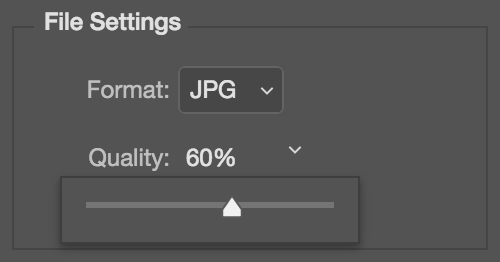 File Settings
Format: JPG
Quality: 60%